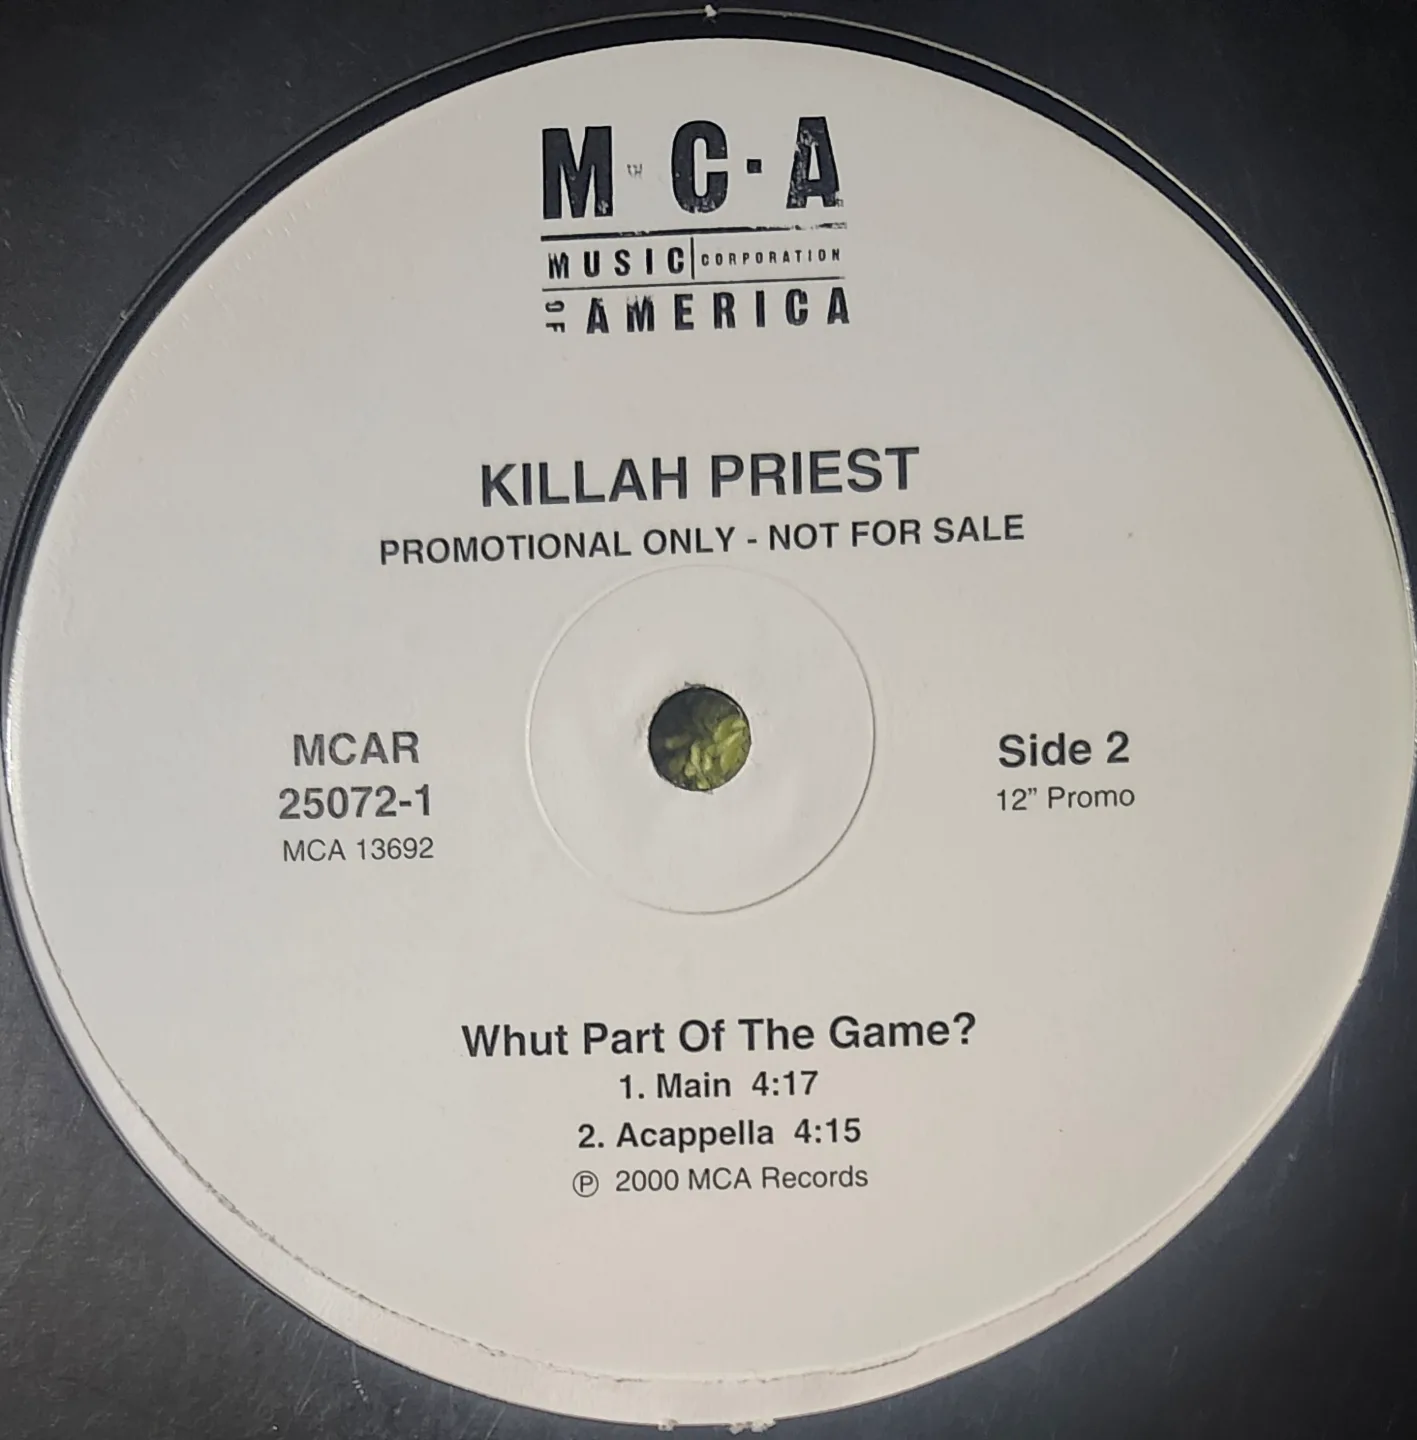 M™C·A
MUSIC CORPORATION
OF AMERICA
KILLAH PRIEST
PROMOTIONAL ONLY - NOT FOR SALE
MCAR
25072-1
MCA 13692
Side 2
12” Promo
Whut Part Of The Game?
1. Main 4:17
2. Acappella 4:15
℗ 2000 MCA Records